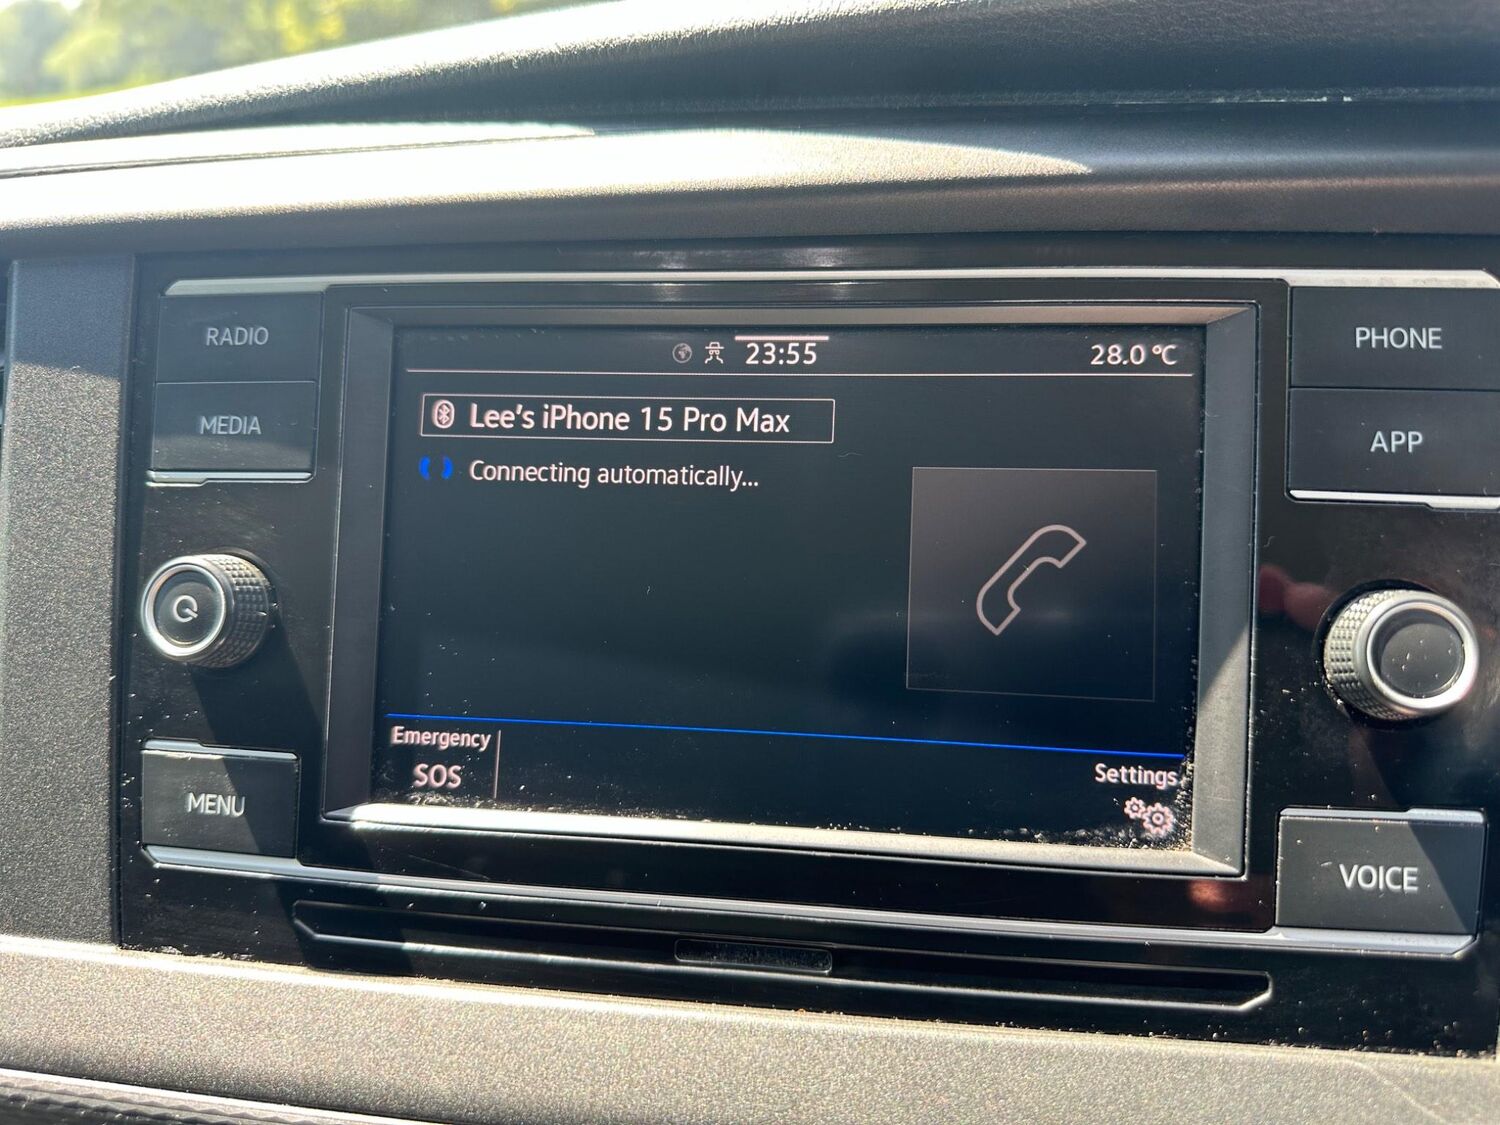 RADIO
MEDIA
MENU
23:55
28.0 °C
Lee's iPhone 15 Pro Max
Connecting automatically...
Emergency
SOS
Settings
PHONE
APP
VOICE